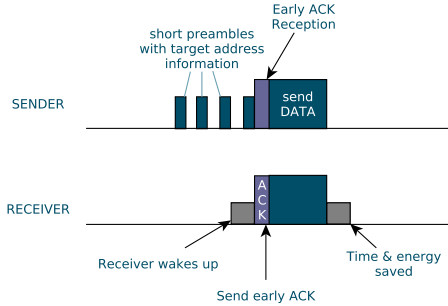 Early ACK
Reception
short preambles
with target address
information
SENDER
send
DATA
RECEIVER
A
C
K
Receiver wakes up
Time & energy
saved
Send early ACK